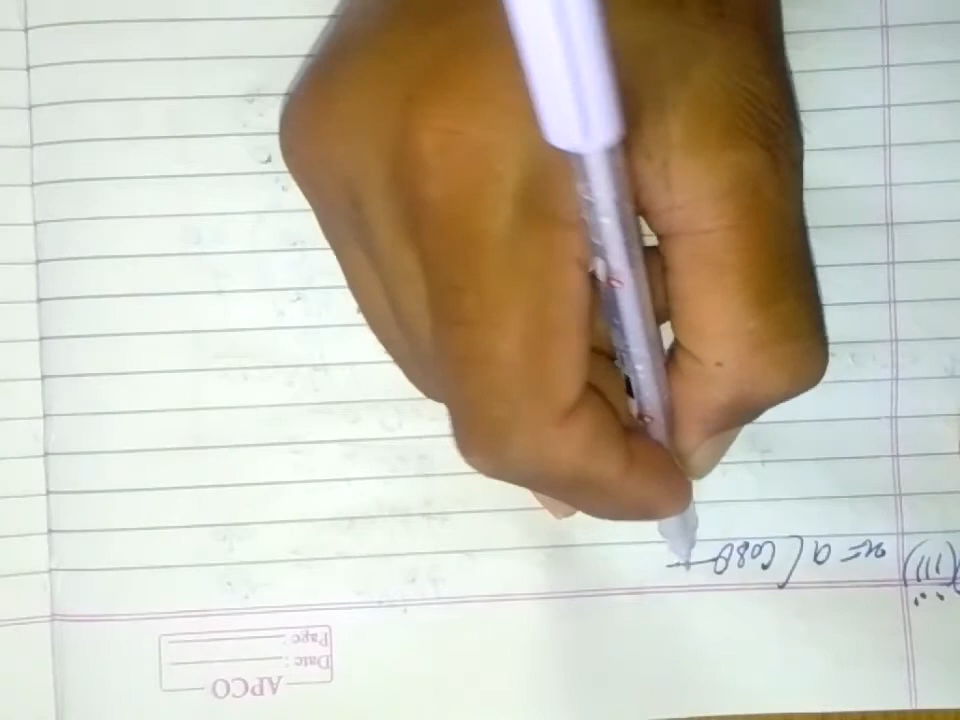 APCO
Date :
Page :
(iii) x = a (cosθ +